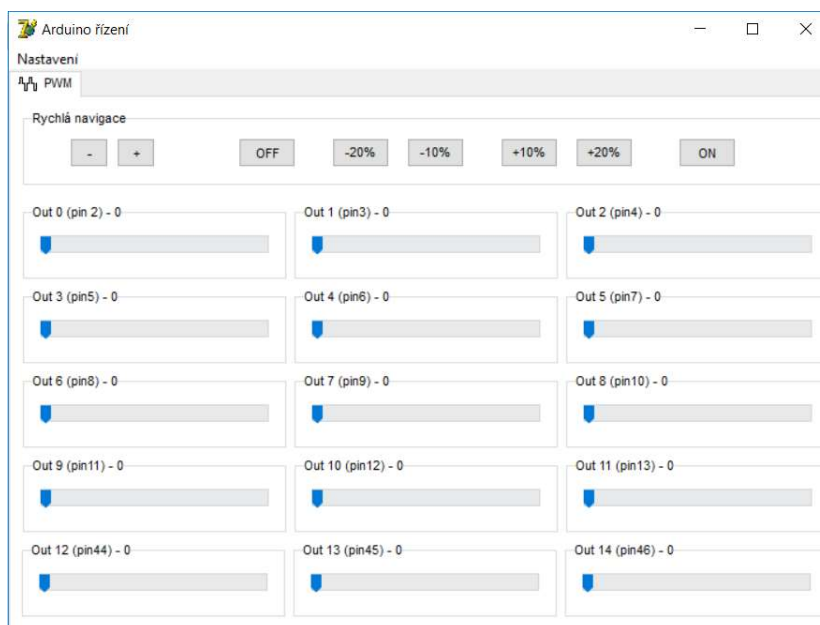 Arduino řízení
Nastavení
PWM
Rychlá navigace
- + OFF -20% -10% +10% +20% ON
Out 0 (pin 2) - 0 Out 1 (pin3) - 0 Out 2 (pin4) - 0
Out 3 (pin5) - 0 Out 4 (pin6) - 0 Out 5 (pin7) - 0
Out 6 (pin8) - 0 Out 7 (pin9) - 0 Out 8 (pin10) - 0
Out 9 (pin11) - 0 Out 10 (pin12) - 0 Out 11 (pin13) - 0
Out 12 (pin44) - 0 Out 13 (pin45) - 0 Out 14 (pin46) - 0